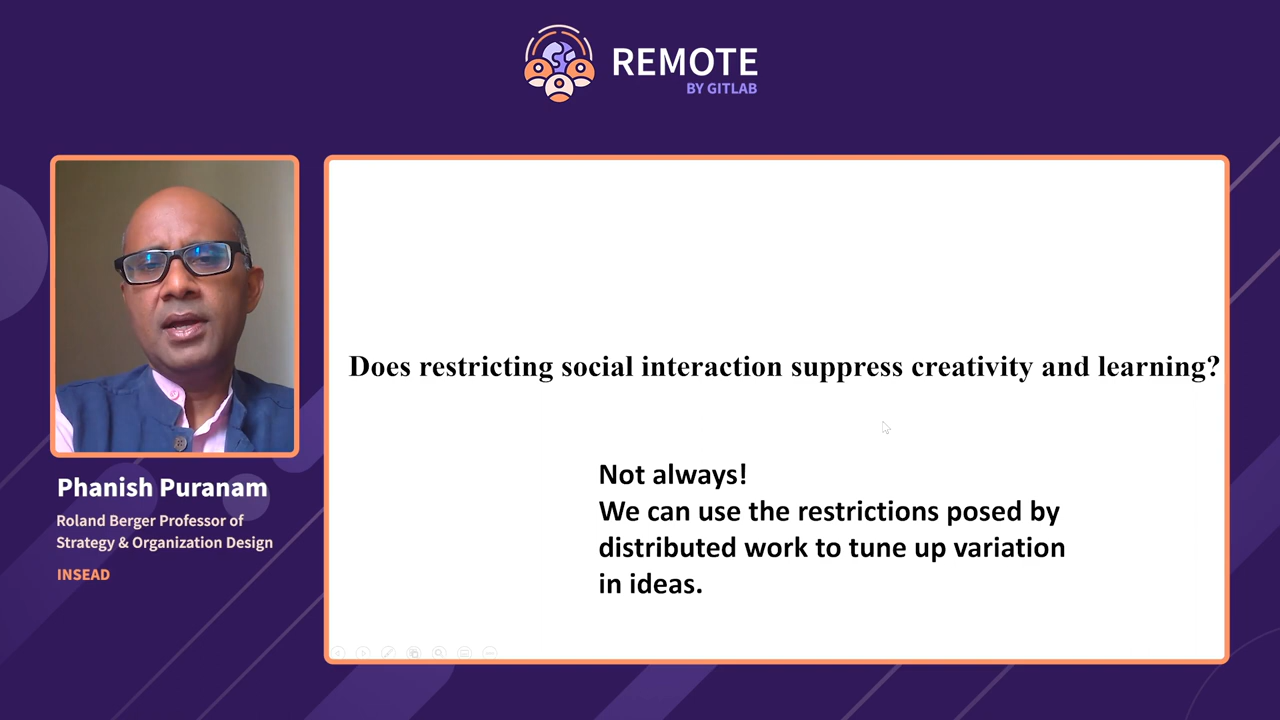 REMOTE
BY GITLAB
Phanish Puranam
Roland Berger Professor of
Strategy & Organization Design
INSEAD
Does restricting social interaction suppress creativity and learning?
Not always!
We can use the restrictions posed by
distributed work to tune up variation
in ideas.